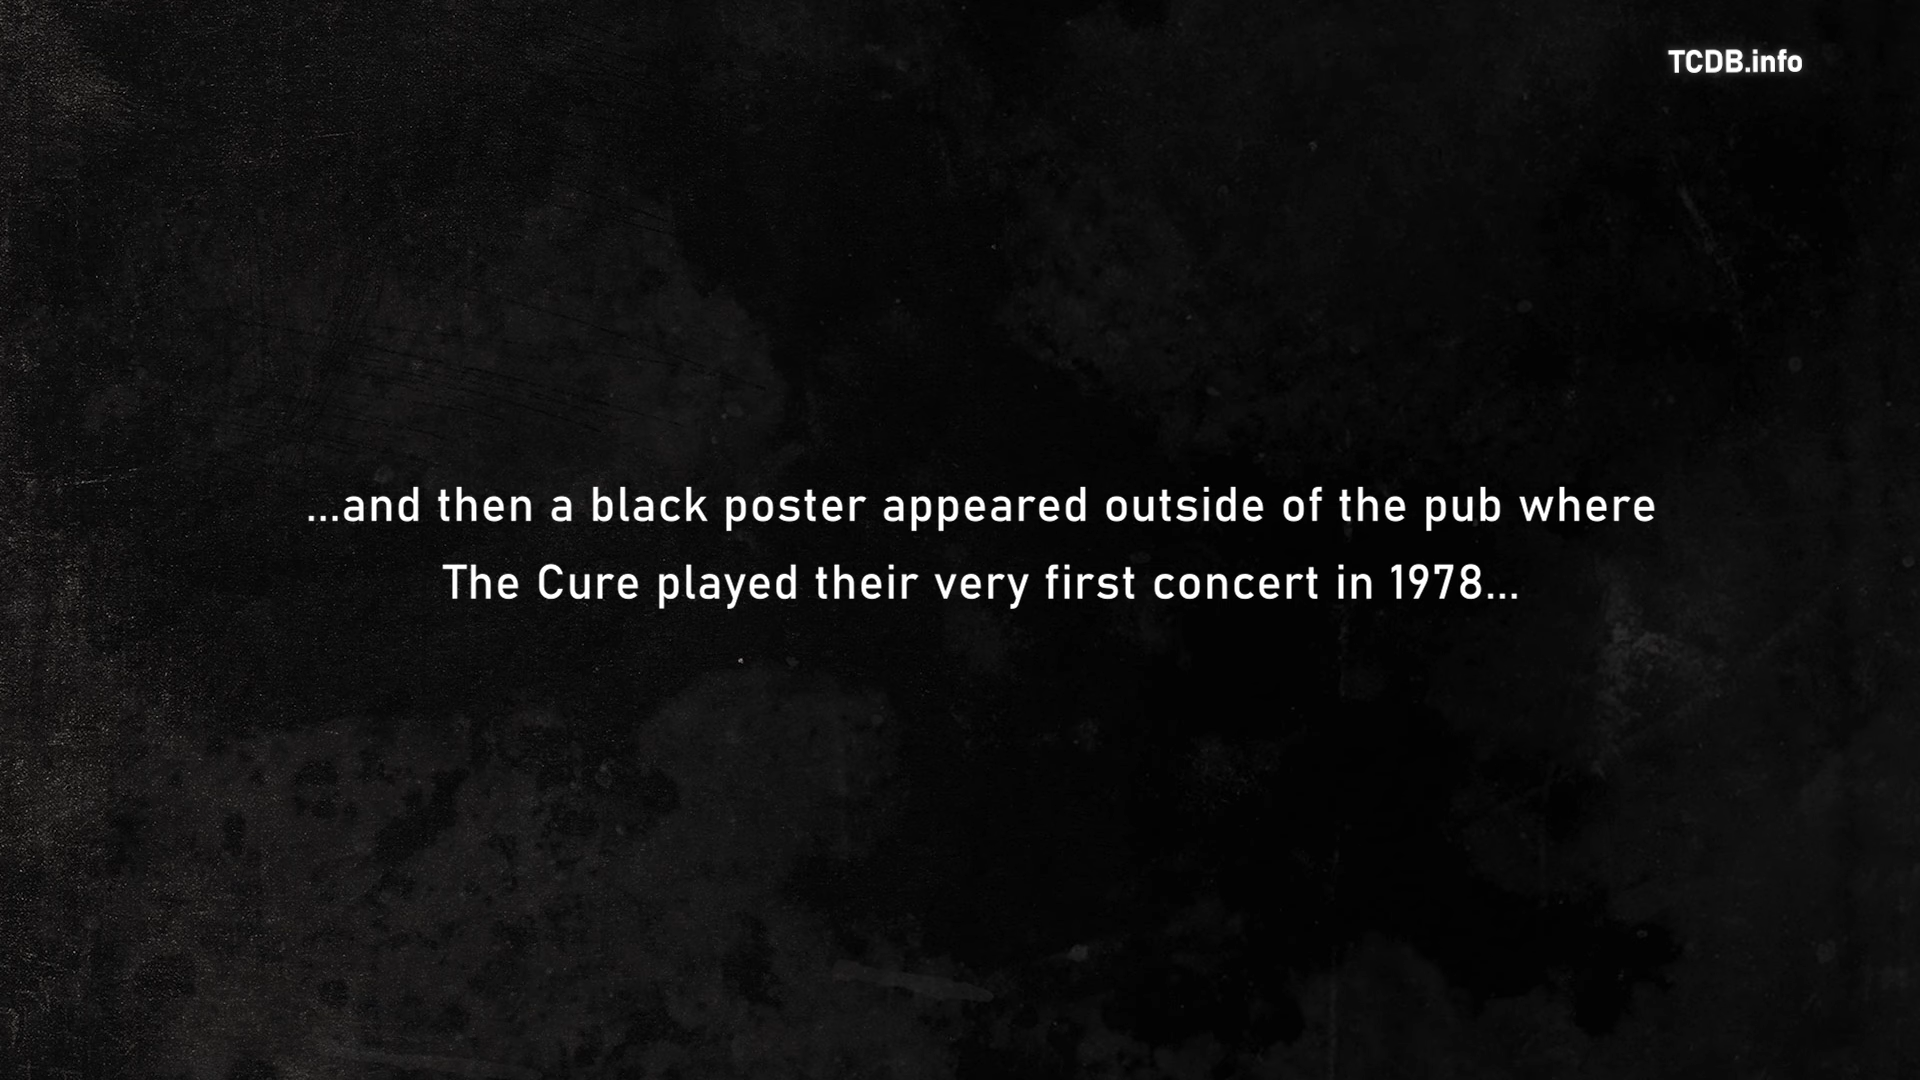 TCDB.info
...and then a black poster appeared outside of the pub where
The Cure played their very first concert in 1978...